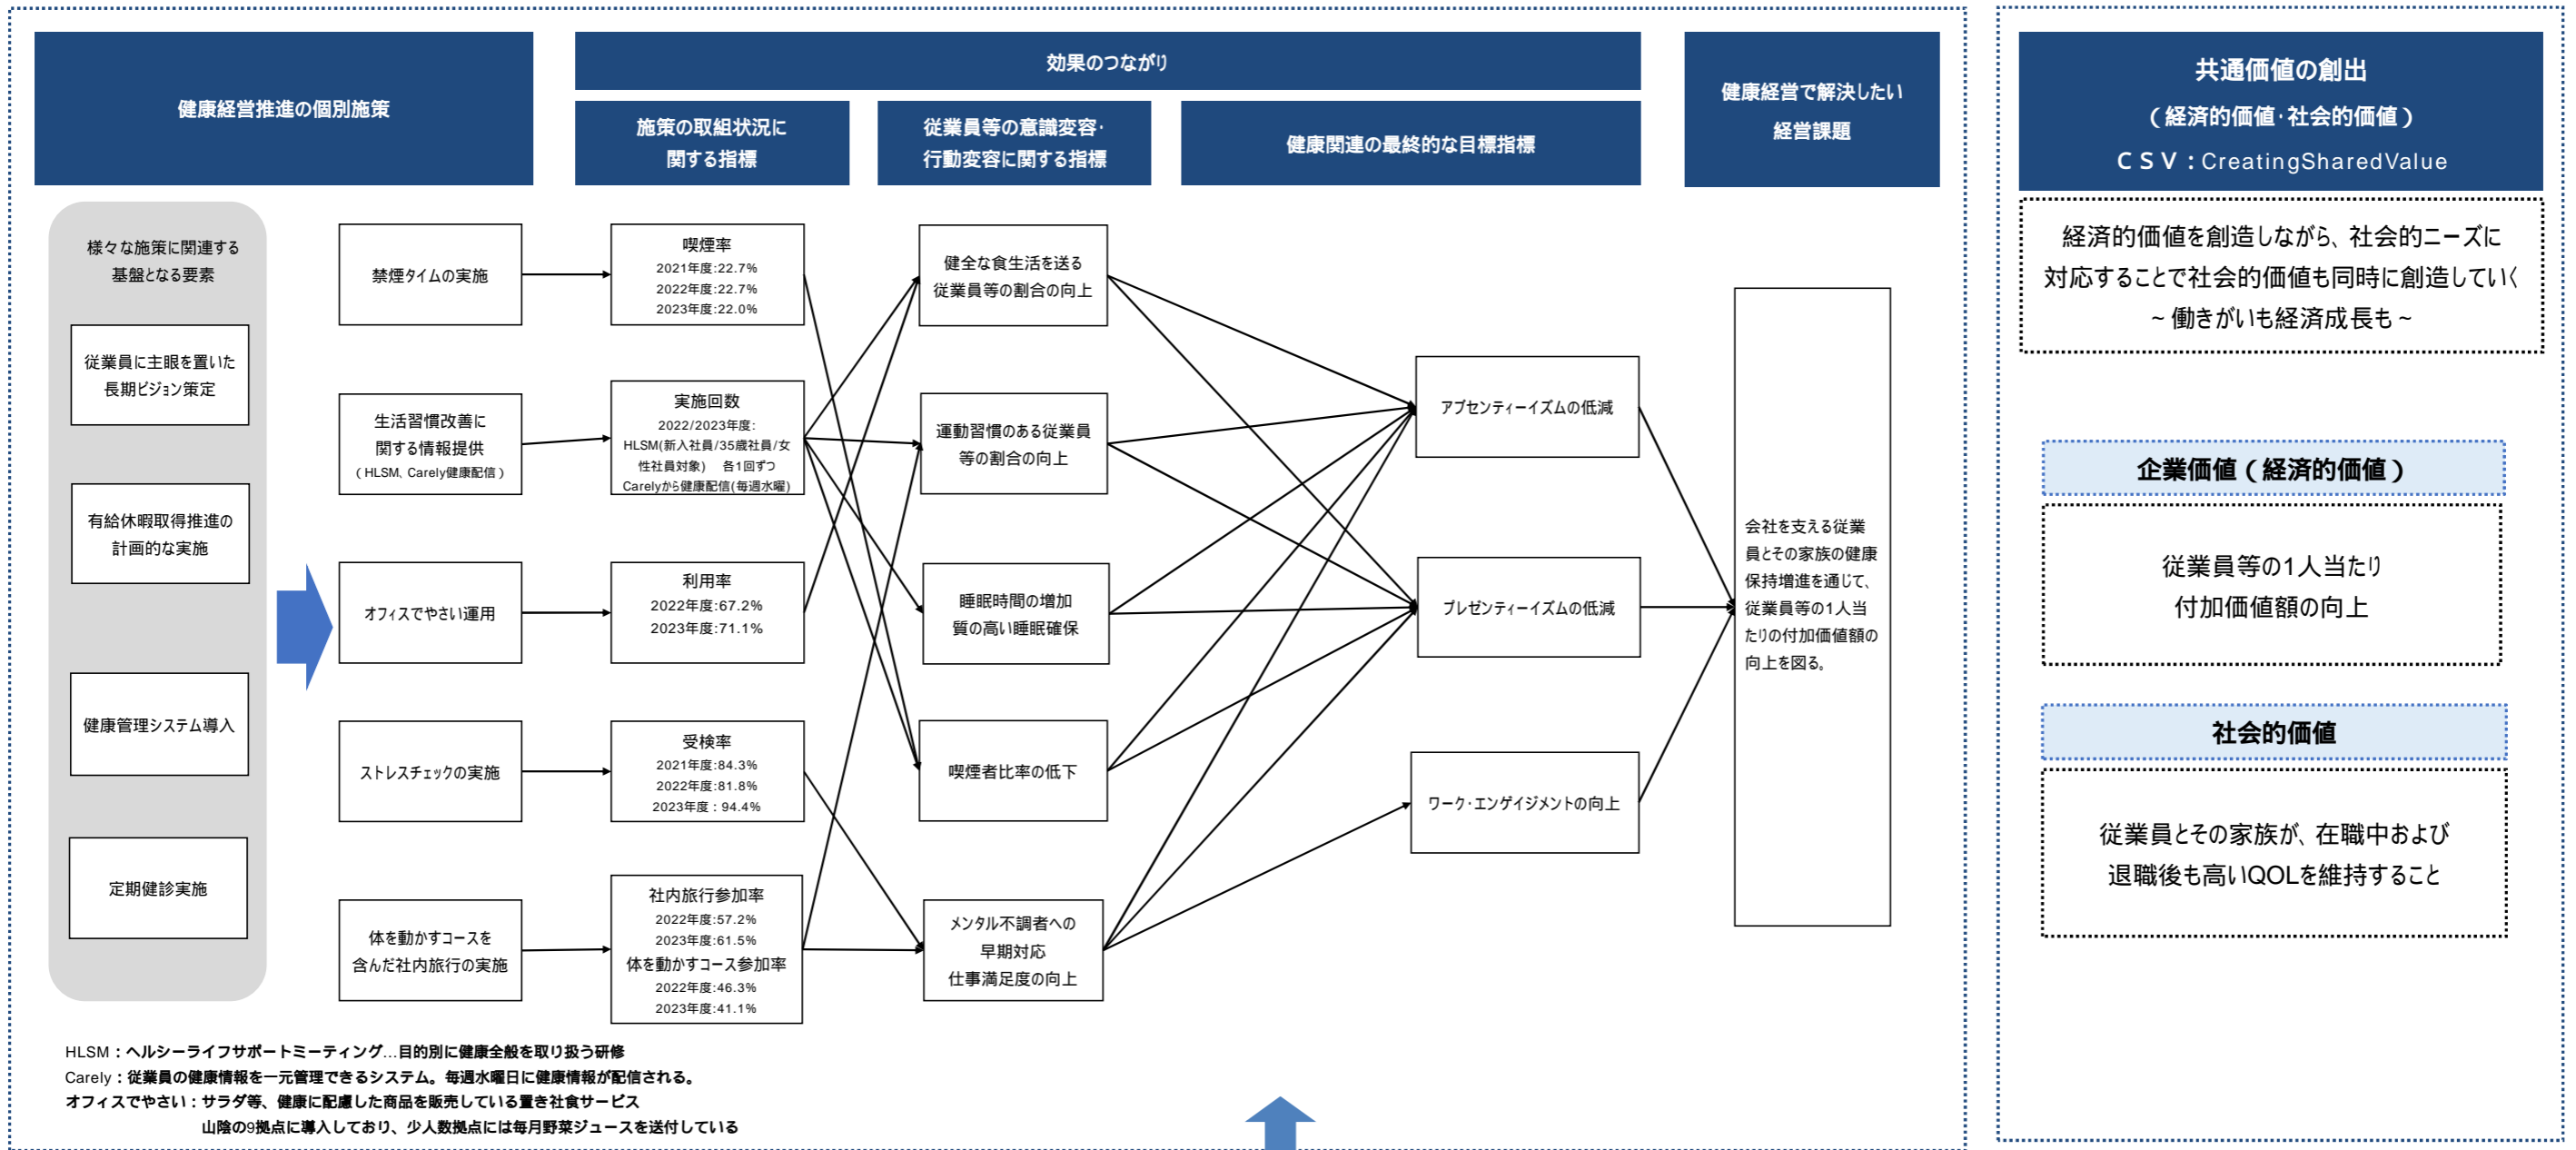 健康経営推進の個別施策
効果のつながり
施策の取組状況に
関する指標
従業員等の意識変容・
行動変容に関する指標
健康関連の最終的な目標指標
健康経営で解決したい
経営課題
様々な施策に関連する
基盤となる要素
従業員に主眼を置いた
長期ビジョン策定
有給休暇取得推進の
計画的な実施
健康管理システム導入
定期健診実施
禁煙タイムの実施
生活習慣改善に
関する情報提供
(HLSM、Carely健康配信)
オフィスでやさい運用
ストレスチェックの実施
体を動かすコースを
含んだ社内旅行の実施
喫煙率
2021年度:22.7%
2022年度:22.7%
2023年度:22.0%
実施回数
2022/2023年度:
HLSM(新入社員/35歳社員/女
性社員対象) 各1回ずつ
Carelyから健康配信(毎週水曜)
利用率
2022年度:67.2%
2023年度:71.1%
受検率
2021年度:84.3%
2022年度:81.8%
2023年度:94.4%
社内旅行参加率
2022年度:57.2%
2023年度:61.5%
体を動かすコース参加率
2022年度:46.3%
2023年度:41.1%
健全な食生活を送る
従業員等の割合の向上
運動習慣のある従業員
等の割合の向上
睡眠時間の増加
質の高い睡眠確保
喫煙者比率の低下
メンタル不調者への
早期対応
仕事満足度の向上
アブセンティーイズムの低減
プレゼンティーイズムの低減
ワーク・エンゲイジメントの向上
会社を支える従業
員とその家族の健康
保持増進を通じて、
従業員等の1人当
たりの付加価値額の
向上を図る。
HLSM:ヘルシーライフサポートミーティング…目的別に健康全般を取り扱う研修
Carely:従業員の健康情報を一元管理できるシステム。毎週水曜日に健康情報が配信される。
オフィスでやさい:サラダ等、健康に配慮した商品を販売している置き社食サービス
山陰の9拠点に導入しており、少人数拠点には毎月野菜ジュースを送付している
共通価値の創出
(経済的価値・社会的価値)
CSV:CreatingSharedValue
経済的価値を創造しながら、社会的ニーズに
対応することで社会的価値も同時に創造していく
~働きがいも経済成長も~
企業価値(経済的価値)
従業員等の1人当たり
付加価値額の向上
社会的価値
従業員とその家族が、在職中および
退職後も高いQOLを維持すること